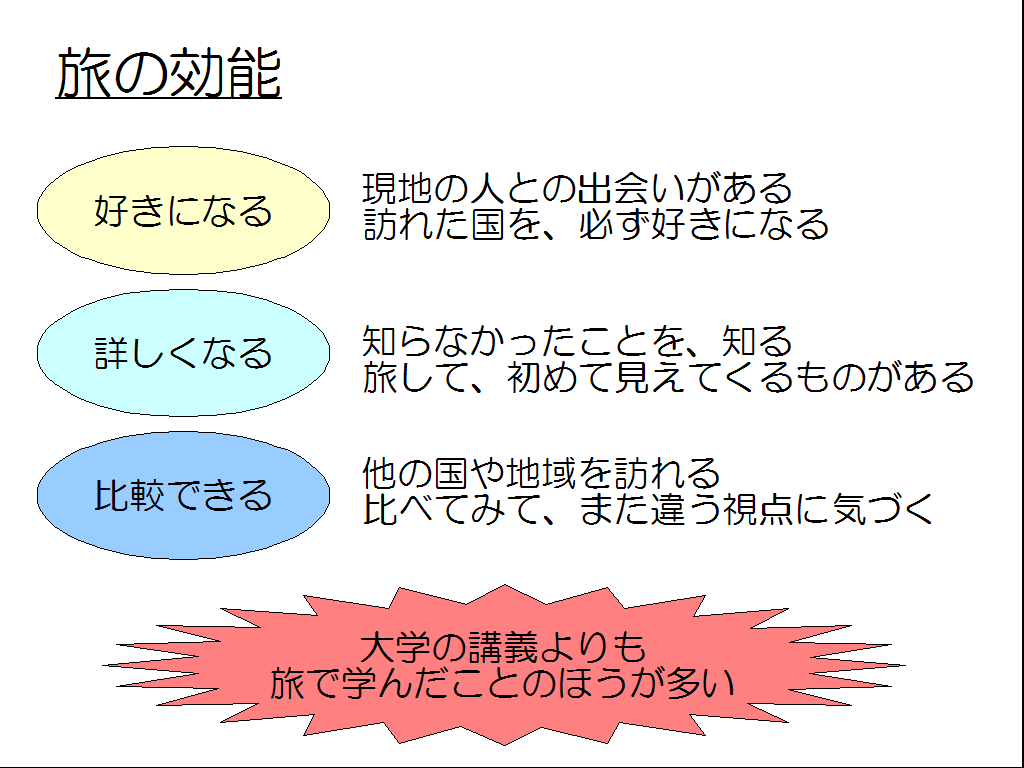 旅の効能
好きになる
現地の人との出会いがある
訪れた国を、必ず好きになる
詳しくなる
知らなかったことを、知る
旅して、初めて見えてくるものがある
比較できる
他の国や地域を訪れる
比べてみて、また違う視点に気づく
大学の講義よりも
旅で学んだことのほうが多い